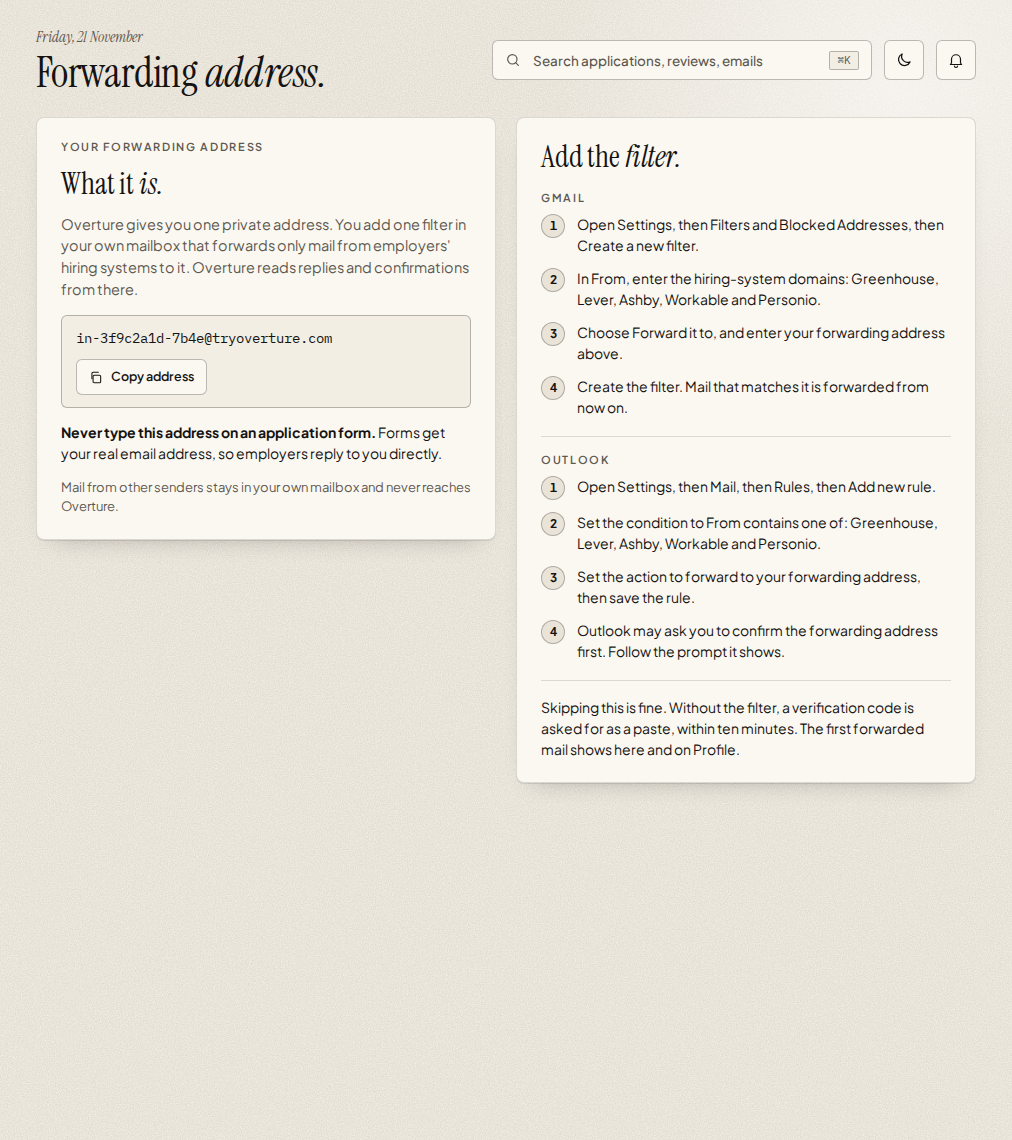 Friday, 21 November
Forwarding address.
Search applications, reviews, emails
⌘K
YOUR FORWARDING ADDRESS
What it is.
Overture gives you one private address. You add one filter in
your own mailbox that forwards only mail from employers'
hiring systems to it. Overture reads replies and confirmations
from there.
in-3f9c2a1d-7b4e@tryoverture.com
Copy address
Never type this address on an application form. Forms get
your real email address, so employers reply to you directly.
Mail from other senders stays in your own mailbox and never reaches
Overture.
Add the filter.
GMAIL
1 Open Settings, then Filters and Blocked Addresses, then
Create a new filter.
2 In From, enter the hiring-system domains: Greenhouse,
Lever, Ashby, Workable and Personio.
3 Choose Forward it to, and enter your forwarding address
above.
4 Create the filter. Mail that matches it is forwarded from
now on.
OUTLOOK
1 Open Settings, then Mail, then Rules, then Add new rule.
2 Set the condition to From contains one of: Greenhouse,
Lever, Ashby, Workable and Personio.
3 Set the action to forward to your forwarding address,
then save the rule.
4 Outlook may ask you to confirm the forwarding address
first. Follow the prompt it shows.
Skipping this is fine. Without the filter, a verification code is
asked for as a paste, within ten minutes. The first forwarded
mail shows here and on Profile.